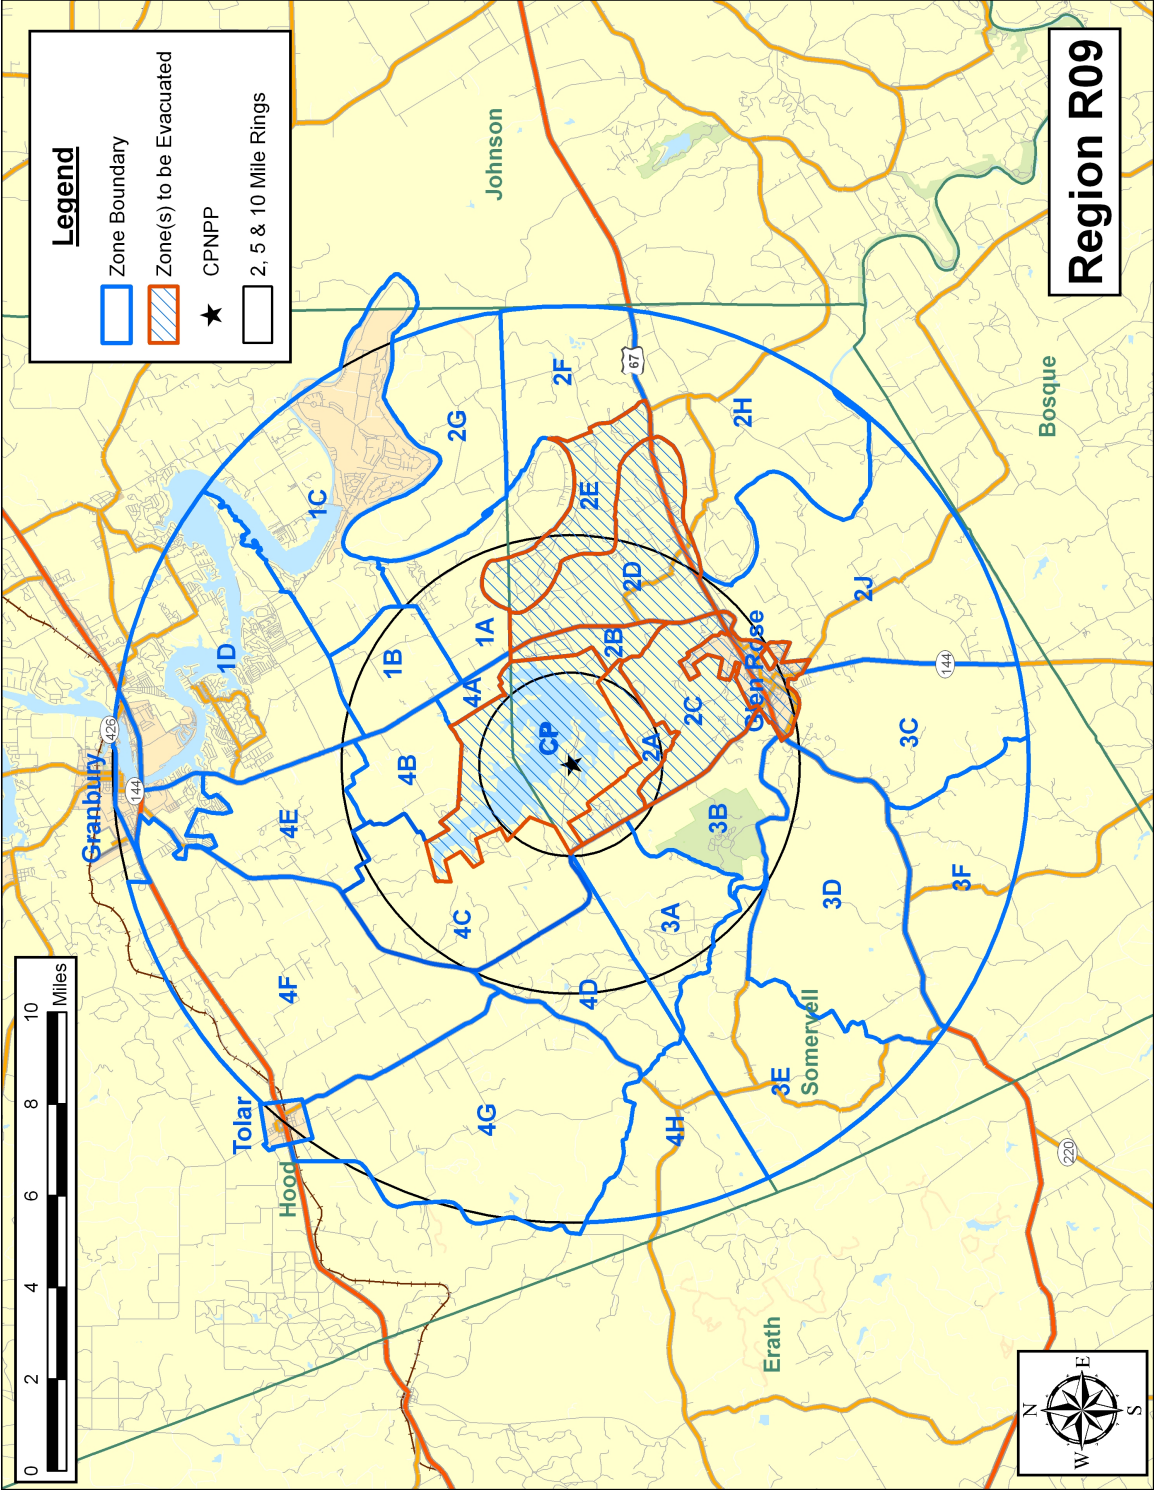 Legend
Zone Boundary
Zone(s) to be Evacuated
CPNPP
2, 5 & 10 Mile Rings
Region R09
0 2 4 6 8 10
Miles
N
W E
S
Granbury
Tolar
Glen Rose
Hood
Johnson
Bosque
Somervell
Erath
426
144
67
144
220
CP
1A
1B
1C
1D
2A
2B
2C
2D
2E
2F
2G
2H
2J
3A
3B
3C
3D
3E
3F
4A
4B
4C
4D
4E
4F
4G
4H